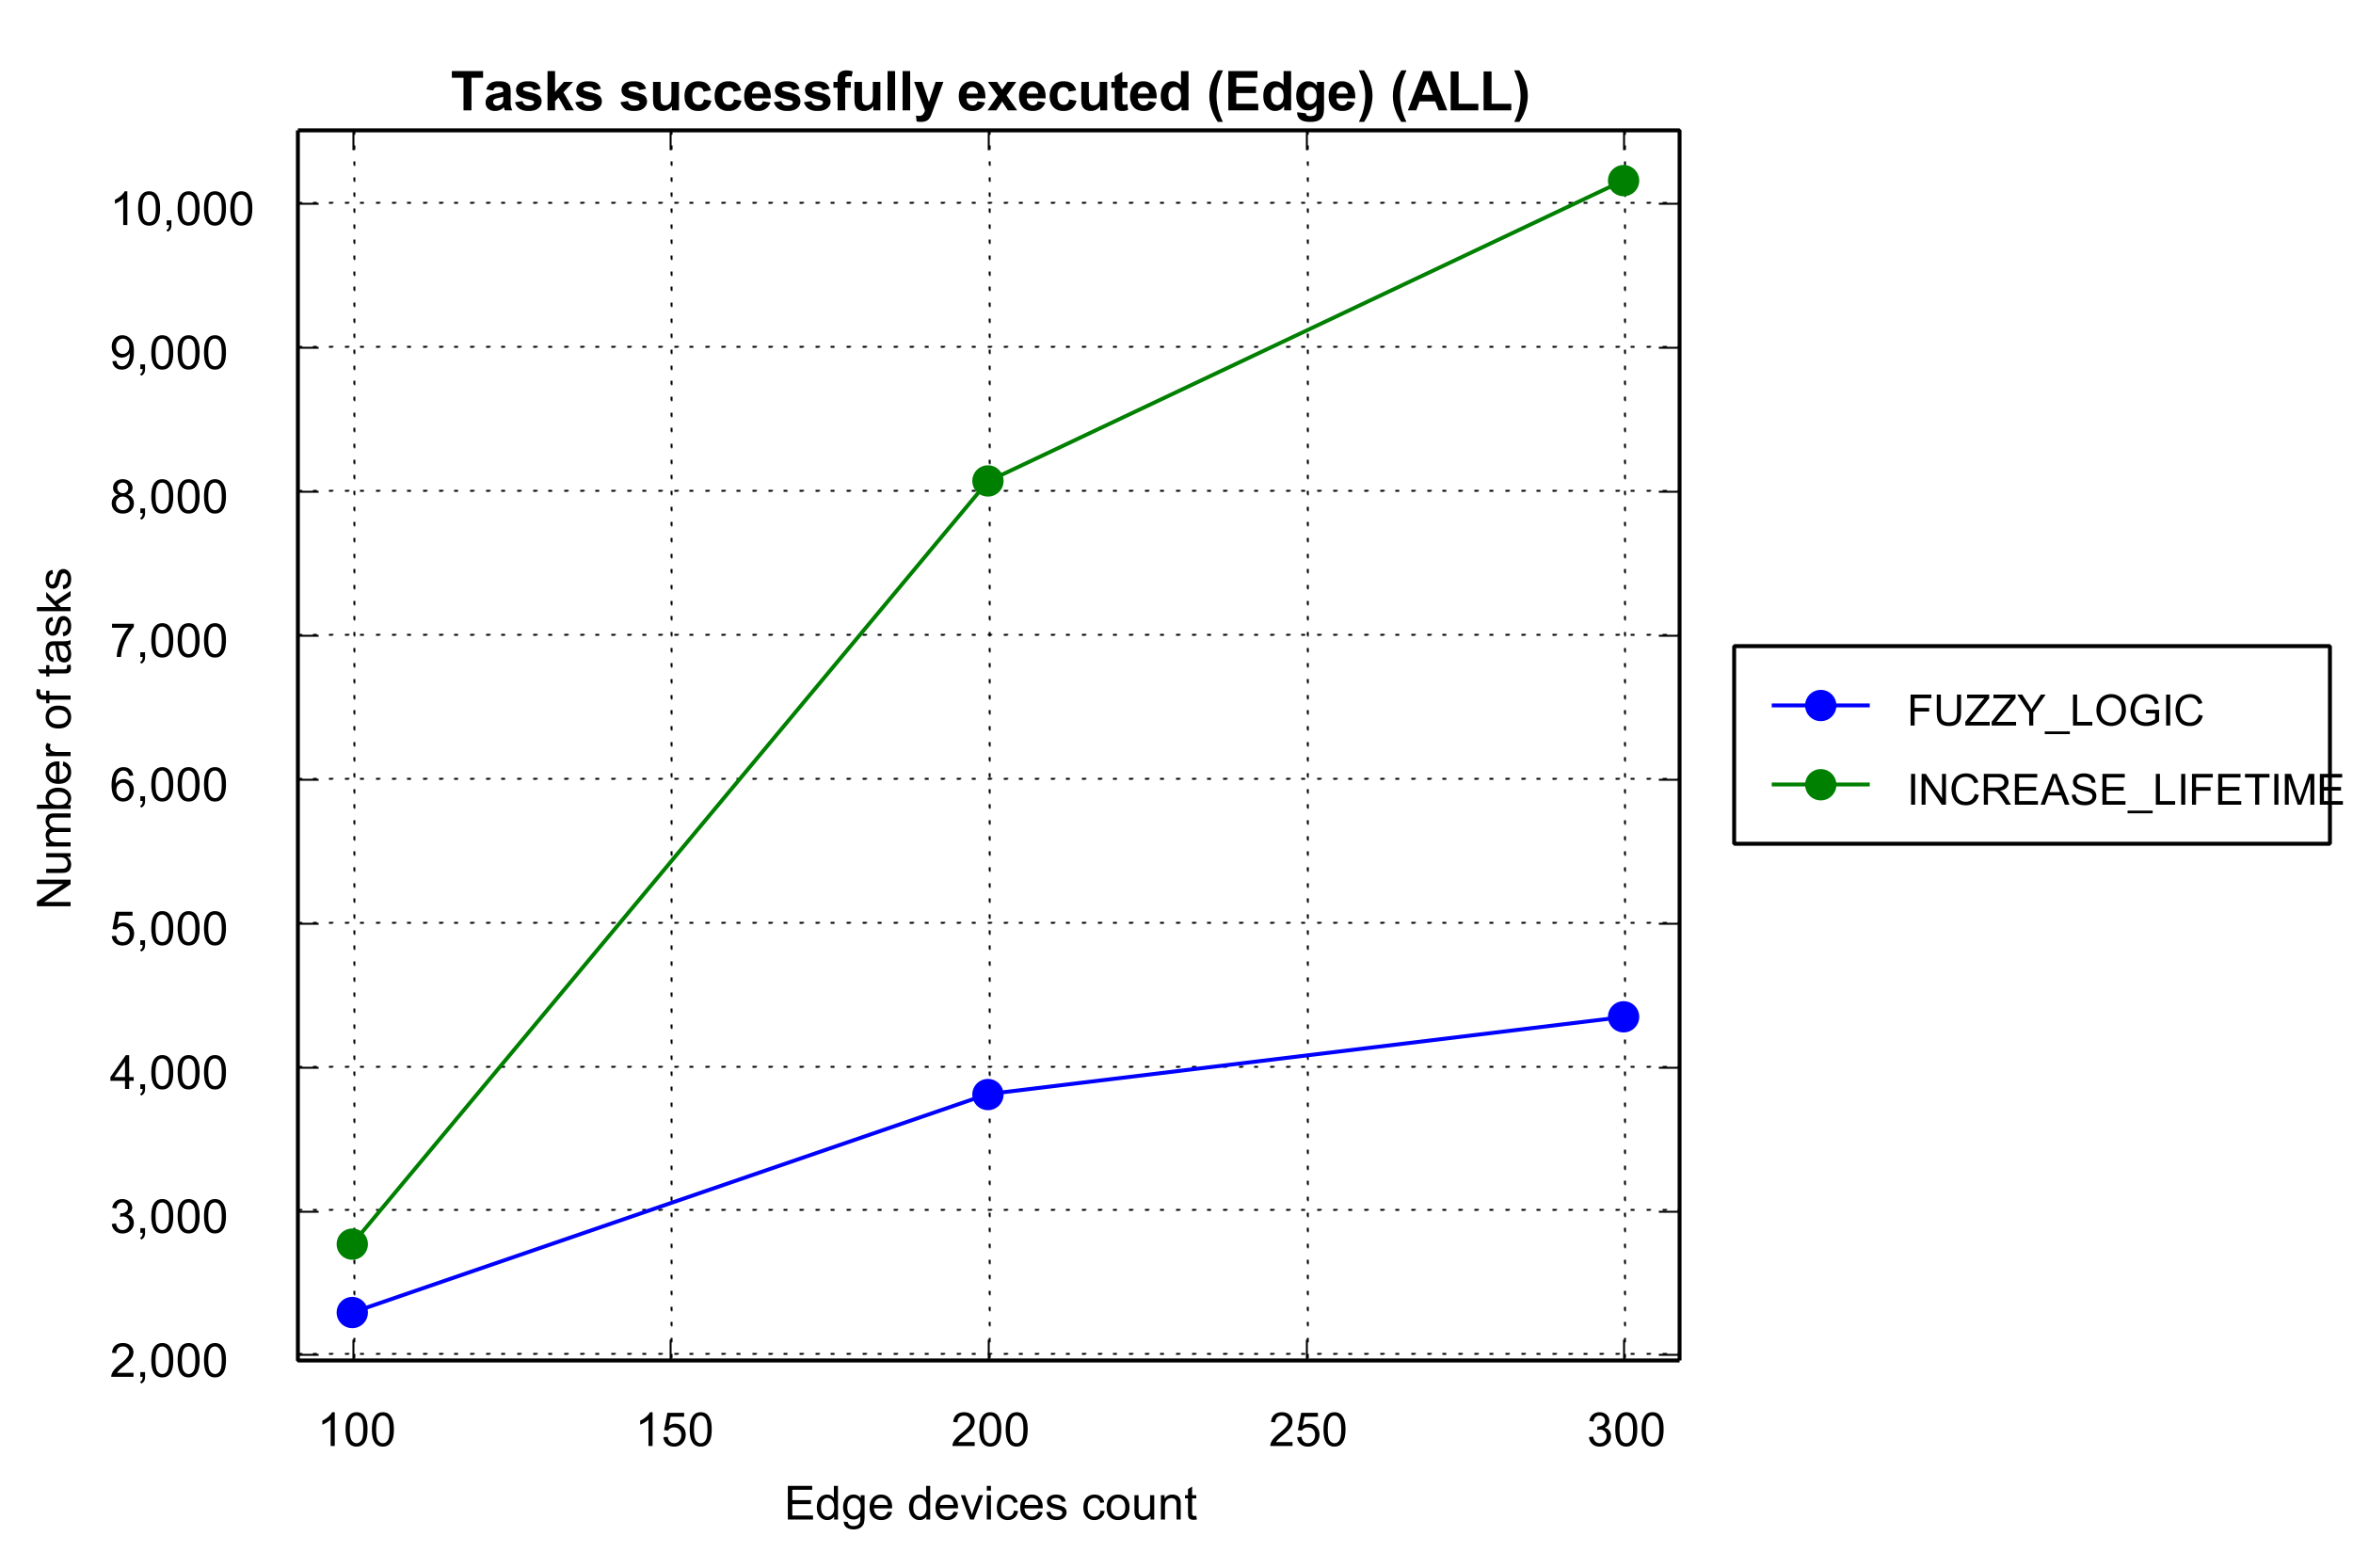 Tasks successfully executed (Edge) (ALL)
10,000
9,000
8,000
7,000
6,000
5,000
4,000
3,000
2,000
Number of tasks
100 150 200 250 300
Edge devices count
FUZZY_LOGIC
INCREASE_LIFETIME